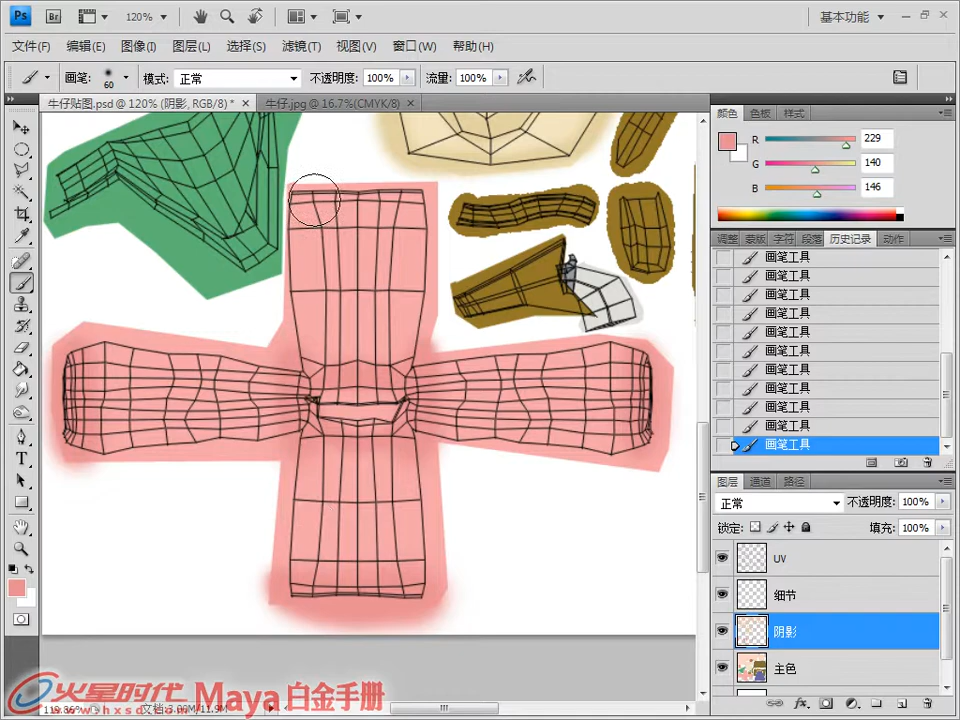 Ps Br 120% 基本功能
文件(F) 编辑(E) 图像(I) 图层(L) 选择(S) 滤镜(T) 视图(V) 窗口(W) 帮助(H)
画笔: 60 模式: 正常 不透明度: 100% 流量: 100%
牛仔贴图.psd @ 120% (阴影, RGB/8) * × 牛仔.jpg @ 16.7%(CMYK/8) ×
颜色 色板 样式
R 229
G 140
B 146
调整 蒙版 字符 段落 历史记录 动作
画笔工具
画笔工具
画笔工具
画笔工具
画笔工具
画笔工具
画笔工具
画笔工具
画笔工具
画笔工具
画笔工具
图层 通道 路径
正常 不透明度: 100%
锁定: 填充: 100%
UV
细节
阴影
主色
火星时代 Maya 白金手册
www.hxsd.com